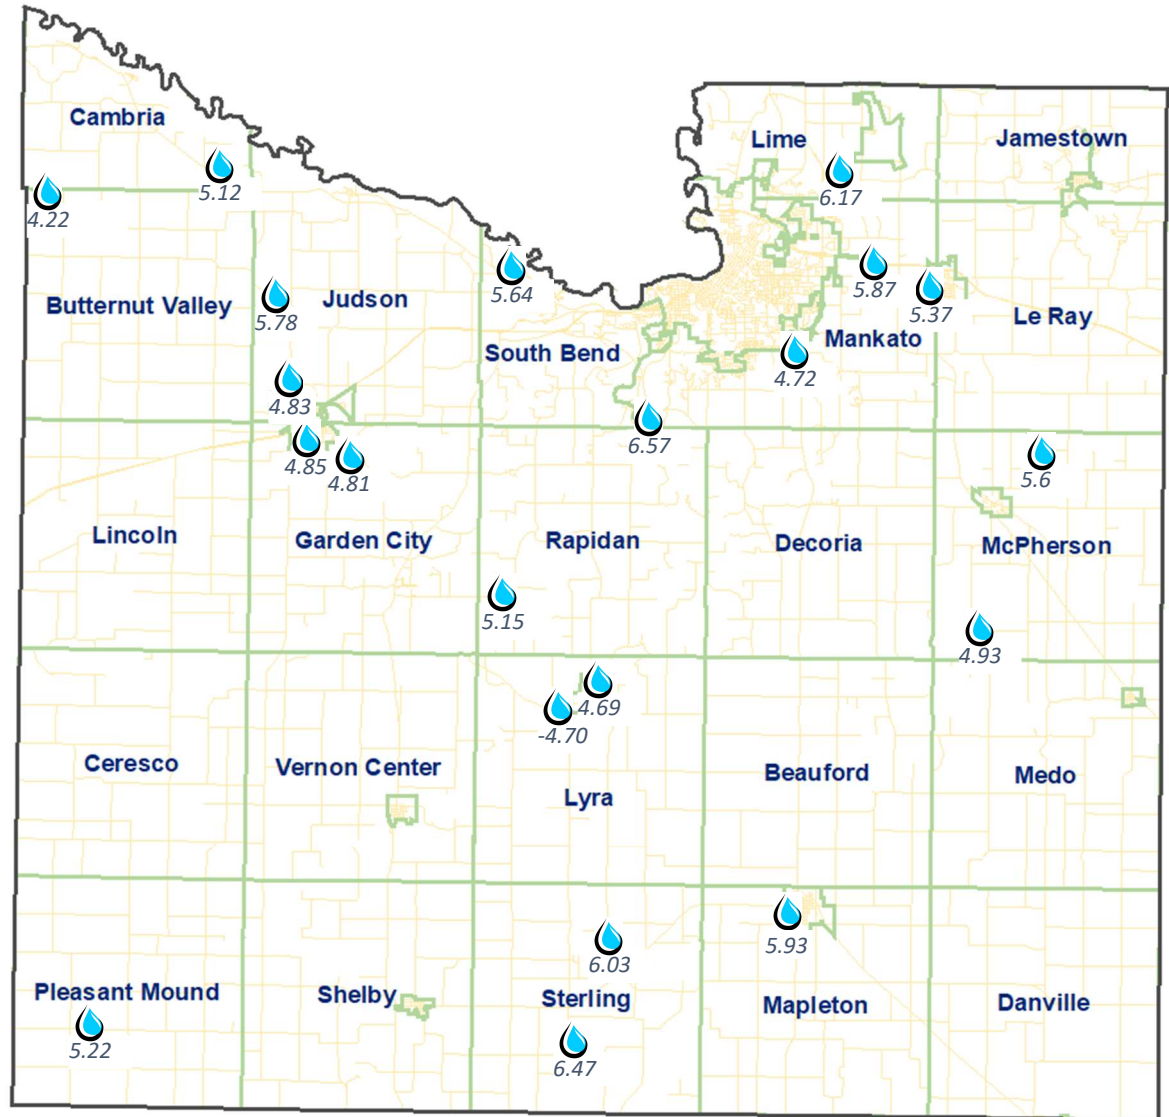 Cambria
Lime
Jamestown
5.12
6.17
4.22
5.64
5.87
Butternut Valley
Judson
5.78
5.37
Le Ray
South Bend
Mankato
4.72
4.83
6.57
4.85
4.81
5.6
Lincoln
Garden City
Rapidan
Decoria
McPherson
5.15
4.93
4.69
-4.70
Ceresco
Vernon Center
Beauford
Medo
Lyra
5.93
6.03
Pleasant Mound
Shelby
Sterling
Mapleton
Danville
5.22
6.47